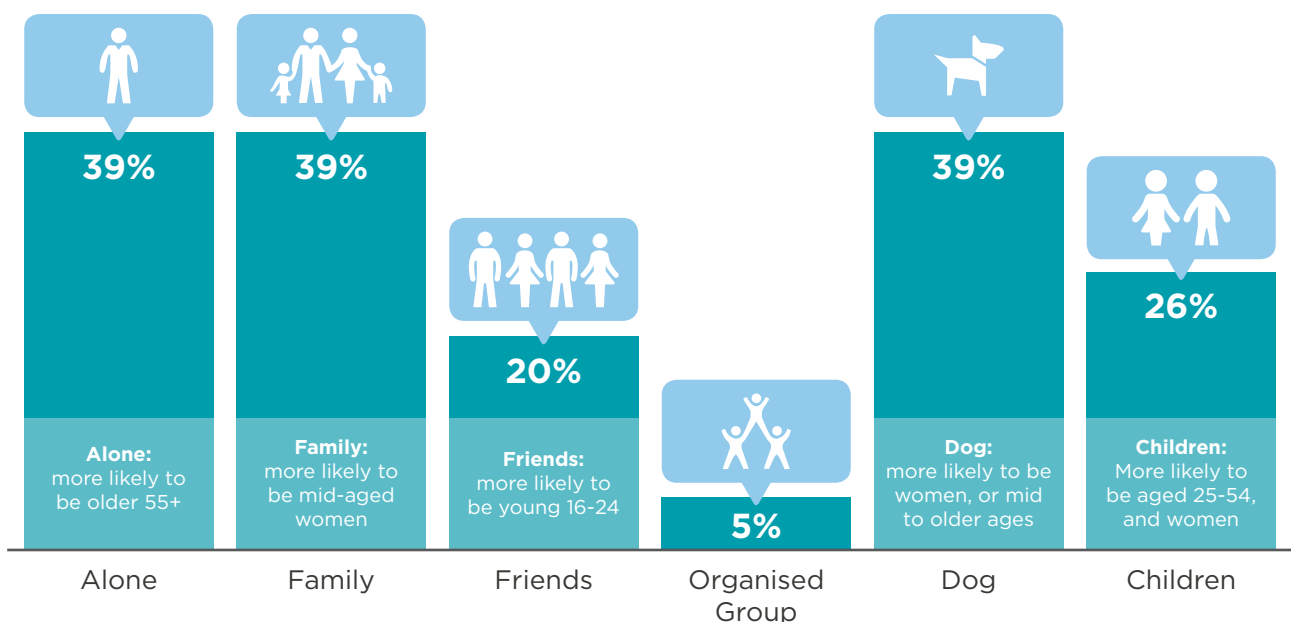 39%
Alone:
more likely to
be older 55+
Alone
39%
Family:
more likely to
be mid-aged
women
Family
20%
Friends:
more likely to
be young 16-24
Friends
5%
Organised
Group
39%
Dog:
more likely to be
women, or mid
to older ages
Dog
26%
Children:
More likely to
be aged 25-54,
and women
Children